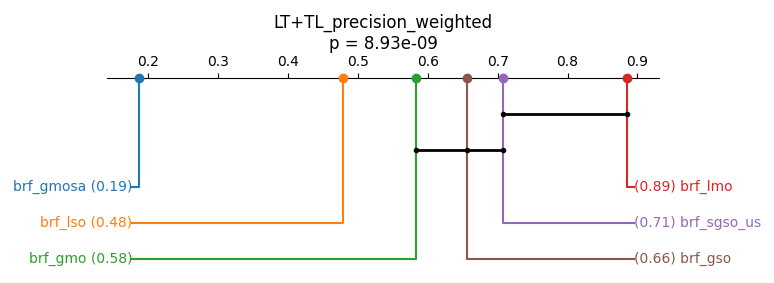 LT+TL_precision_weighted
p = 8.93e-09
0.2 0.3 0.4 0.5 0.6 0.7 0.8 0.9
brf_gmosa (0.19) (0.89) brf_lmo
brf_lso (0.48) (0.71) brf_sgso_us
brf_gmo (0.58) (0.66) brf_gso